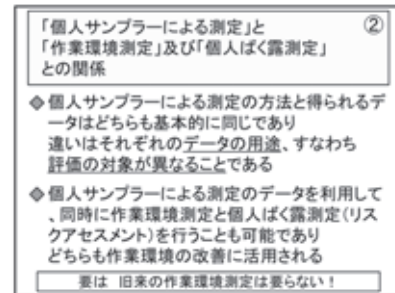 「個人サンプラーによる測定」と ②
「作業環境測定」及び「個人ばく露測定」
との関係
◆個人サンプラーによる測定の方法と得られるデ
ータはどちらも基本的に同じであり
違いはそれぞれのデータの用途、すなわち
評価の対象が異なることである
◆個人サンプラーによる測定のデータを利用して
、同時に作業環境測定と個人ばく露測定(リス
クアセスメント)を行うことも可能であり
どちらも作業環境の改善に活用される
要は 旧来の作業環境測定は要らない!